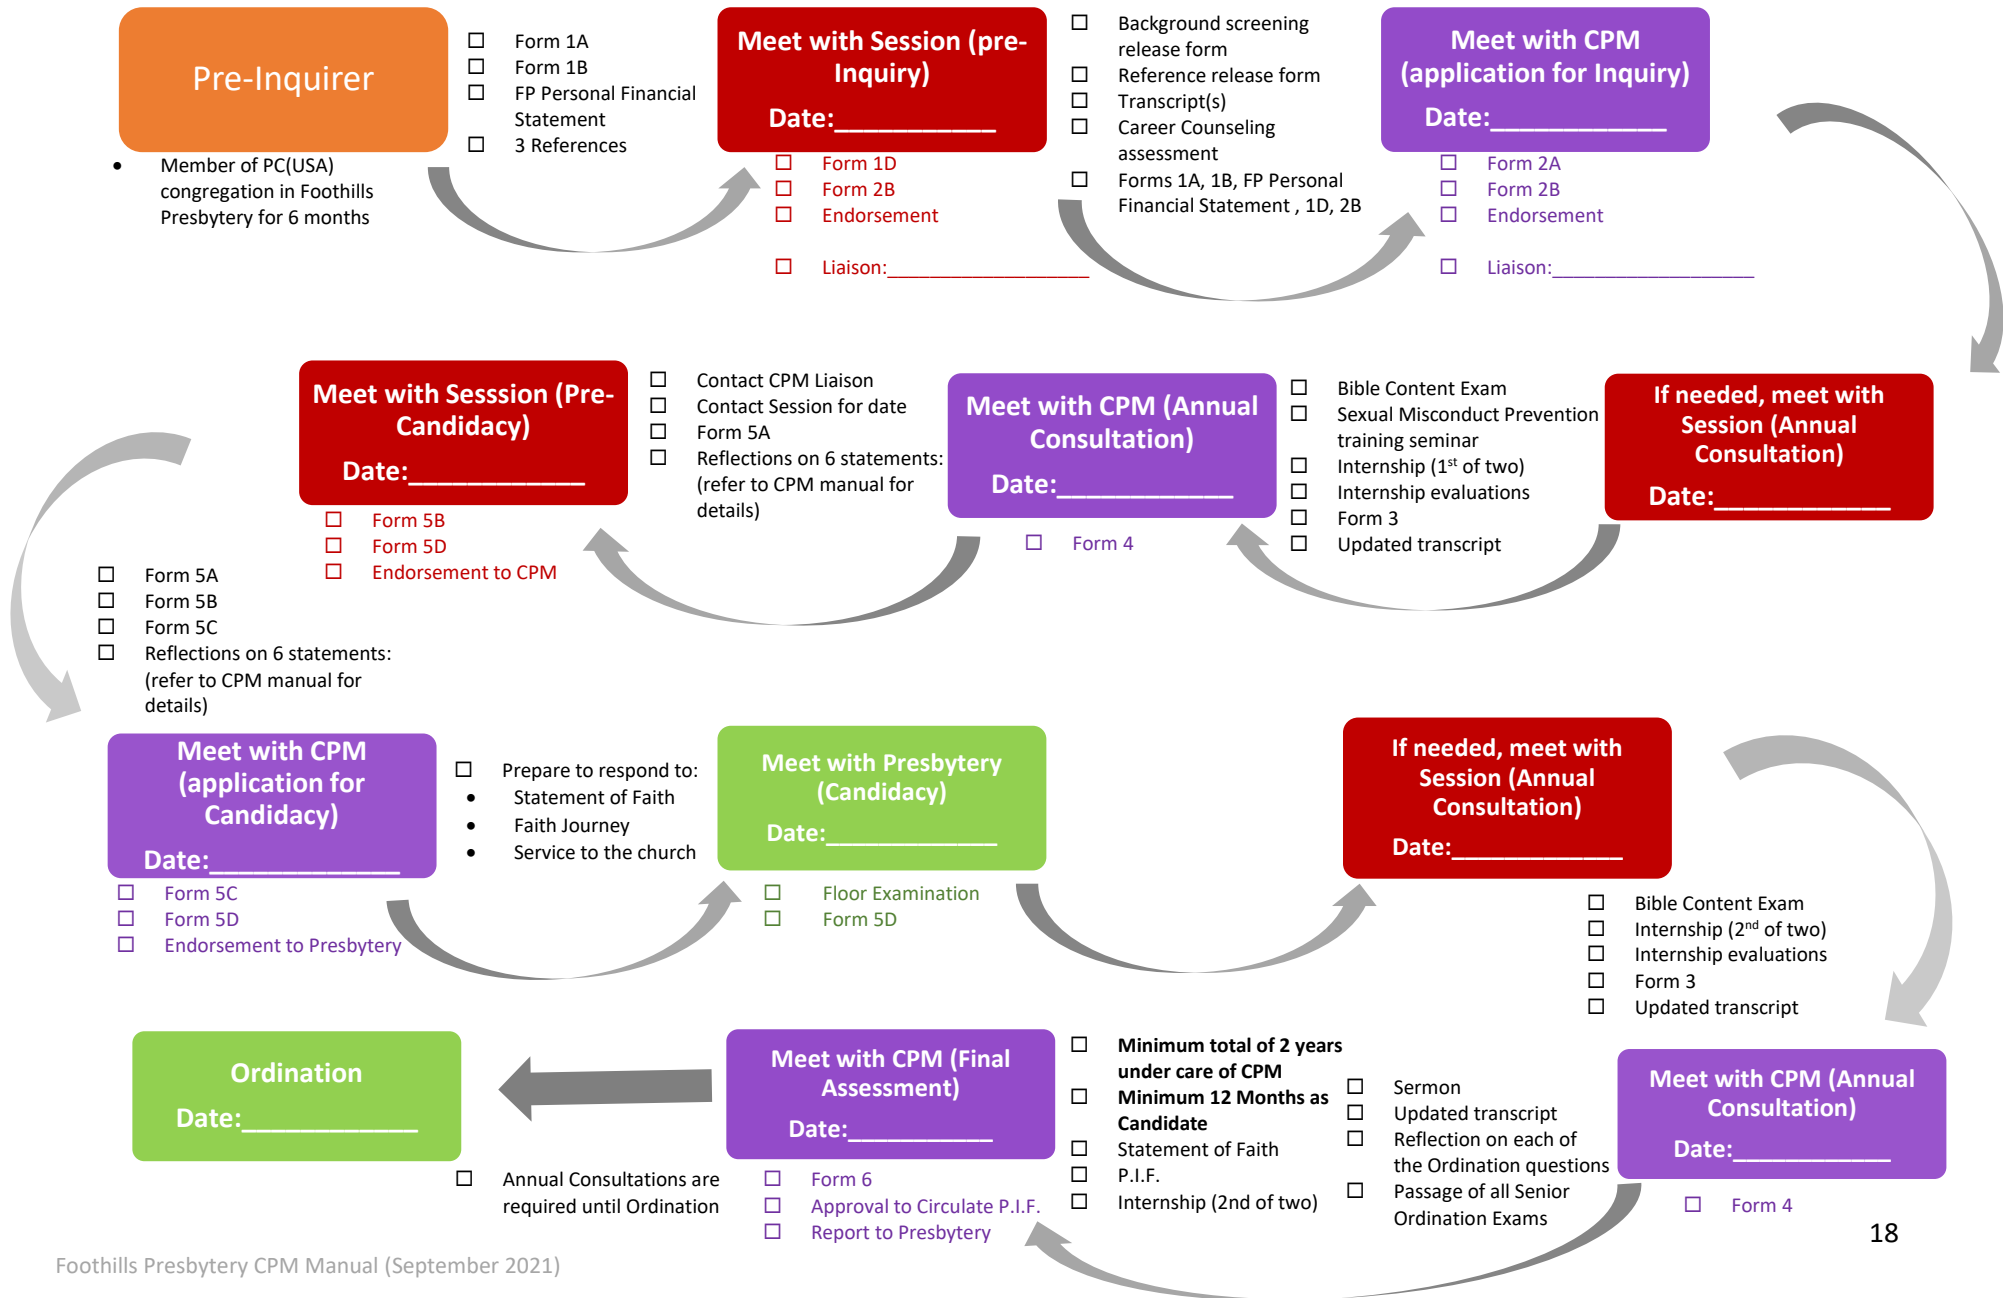 Pre-Inquirer
• Member of PC(USA)
congregation in Foothills
Presbytery for 6 months
☐ Form 1A
☐ Form 1B
☐ FP Personal Financial
Statement
☐ 3 References
Meet with Session (pre-
Inquiry)
Date:___________
☐ Form 1D
☐ Form 2B
☐ Endorsement
☐ Liaison:___________________
☐ Background screening
release form
☐ Reference release form
☐ Transcript(s)
☐ Career Counseling
assessment
☐ Forms 1A, 1B, FP Personal
Financial Statement , 1D, 2B
Meet with CPM
(application for Inquiry)
Date:____________
☐ Form 2A
☐ Form 2B
☐ Endorsement
☐ Liaison:___________________
If needed, meet with
Session (Annual
Consultation)
Date:____________
☐ Bible Content Exam
☐ Sexual Misconduct Prevention
training seminar
☐ Internship (1st of two)
☐ Internship evaluations
☐ Form 3
☐ Updated transcript
Meet with CPM (Annual
Consultation)
Date:____________
☐ Form 4
☐ Contact CPM Liaison
☐ Contact Session for date
☐ Form 5A
☐ Reflections on 6 statements:
(refer to CPM manual for
details)
Meet with Sesssion (Pre-
Candidacy)
Date:____________
☐ Form 5B
☐ Form 5D
☐ Endorsement to CPM
☐ Form 5A
☐ Form 5B
☐ Form 5C
☐ Reflections on 6 statements:
(refer to CPM manual for
details)
Meet with CPM
(application for
Candidacy)
Date:_____________
☐ Form 5C
☐ Form 5D
☐ Endorsement to Presbytery
☐ Prepare to respond to:
• Statement of Faith
• Faith Journey
• Service to the church
Meet with Presbytery
(Candidacy)
Date:_____________
☐ Floor Examination
☐ Form 5D
If needed, meet with
Session (Annual
Consultation)
Date:_____________
☐ Bible Content Exam
☐ Internship (2nd of two)
☐ Internship evaluations
☐ Form 3
☐ Updated transcript
Meet with CPM (Annual
Consultation)
Date:____________
☐ Form 4
☐ Minimum total of 2 years
under care of CPM
☐ Minimum 12 Months as
Candidate
☐ Statement of Faith
☐ P.I.F.
☐ Internship (2nd of two)
☐ Sermon
☐ Updated transcript
☐ Reflection on each of
the Ordination questions
☐ Passage of all Senior
Ordination Exams
Meet with CPM (Final
Assessment)
Date:___________
☐ Form 6
☐ Approval to Circulate P.I.F.
☐ Report to Presbytery
Ordination
Date:____________
☐ Annual Consultations are
required until Ordination
18
Foothills Presbytery CPM Manual (September 2021)